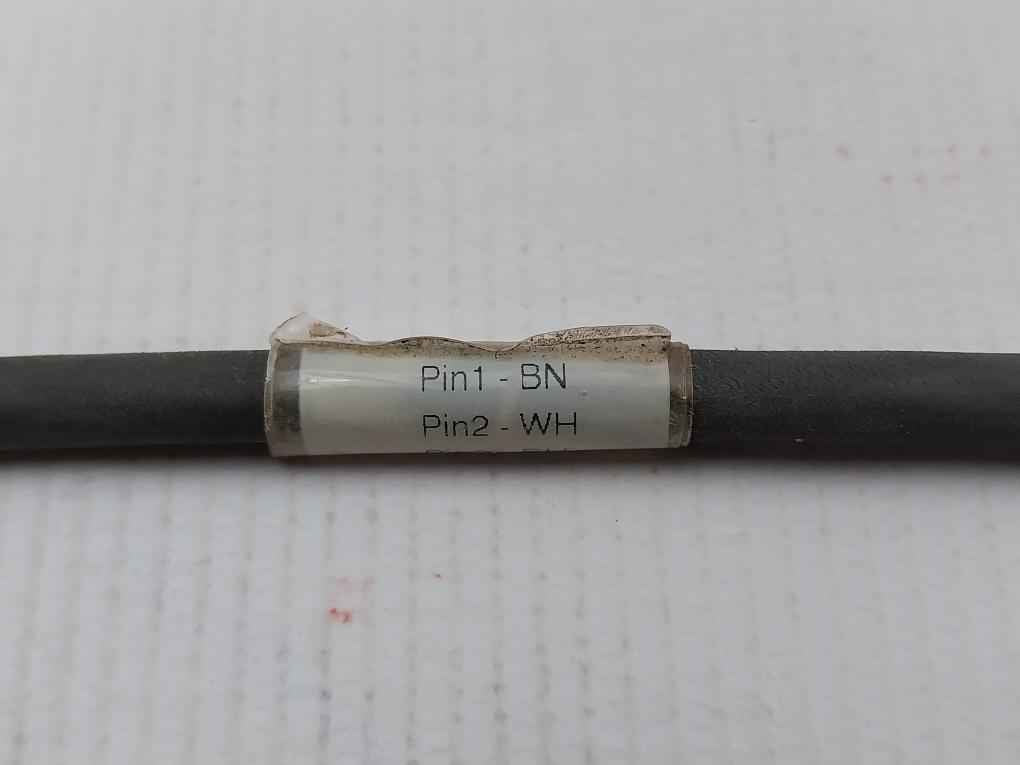 Pin1 - BN
Pin2 - WH